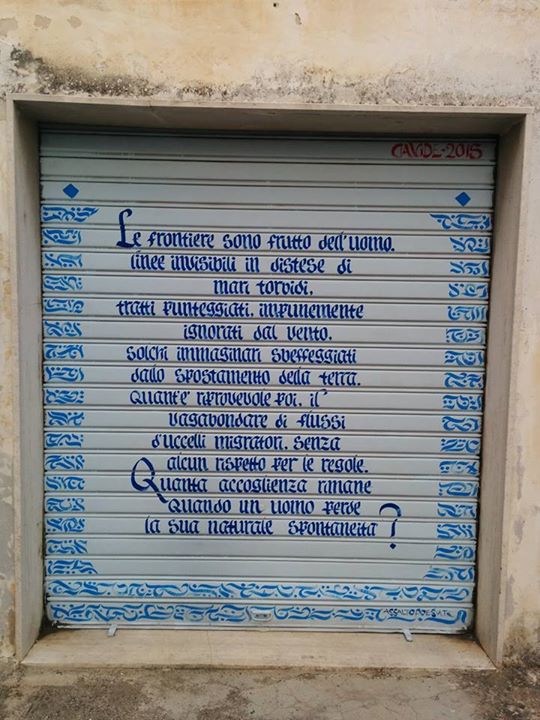 DAVIDE-2015
Le frontiere sono frutto dell'uomo.
linee invisibili in distese di
mari torbidi.
tratti punteggiati, impunemente
ignorati dal vento.
Solchi immaginari sbeffeggiati
dallo spostamento della terra.
Quant'è riprovevole poi, il
vagabondare di flussi
d'uccelli migratori, senza
alcun rispetto per le regole.
Quanta accoglienza rimane
quando un uomo perde
la sua naturale spontaneità?